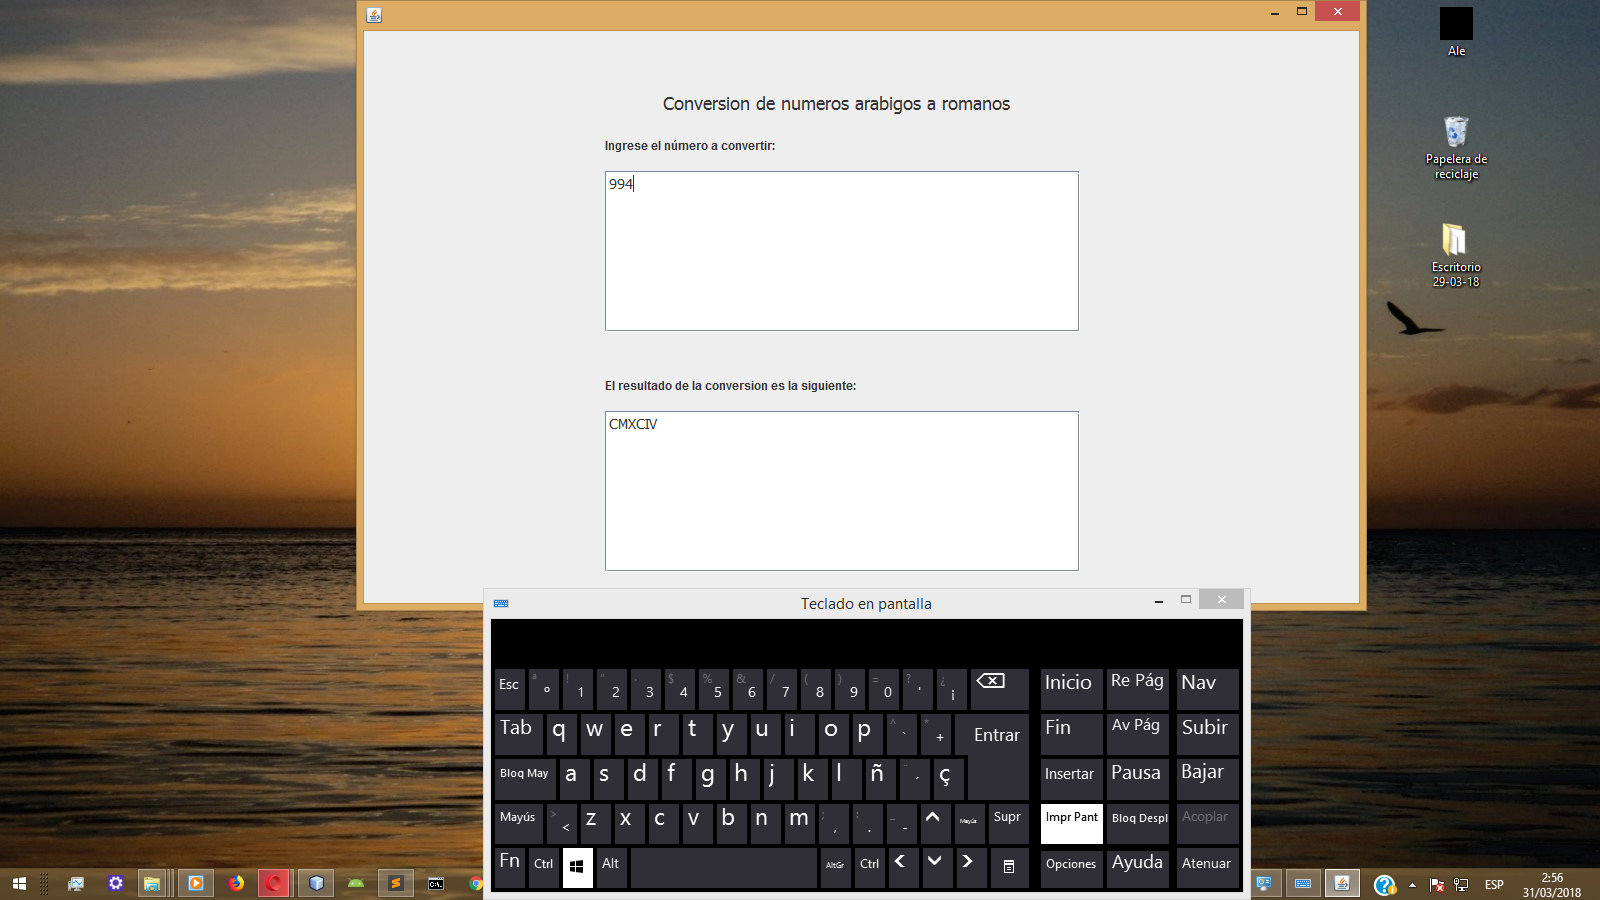 Conversion de numeros arabigos a romanos
Ingrese el número a convertir:
994
El resultado de la conversion es la siguiente:
CMXCIV
Ale
Papelera de
reciclaje
Escritorio
29-03-18
Teclado en pantalla
Esc ª º ! 1 " 2 · 3 $ 4 % 5 & 6 / 7 ( 8 ) 9 = 0 ? ' ¿ ¡ Inicio Re Pág Nav
Tab q w e r t y u i o p ^ ` * + Entrar Fin Av Pág Subir
Bloq May a s d f g h j k l ñ ¨ ´ ç Insertar Pausa Bajar
Mayús > < z x c v b n m ; , : . _ - Mayús Supr Impr Pant Bloq Despl Acoplar
Fn Ctrl Alt AltGr Ctrl Opciones Ayuda Atenuar
ESP
2:56
31/03/2018